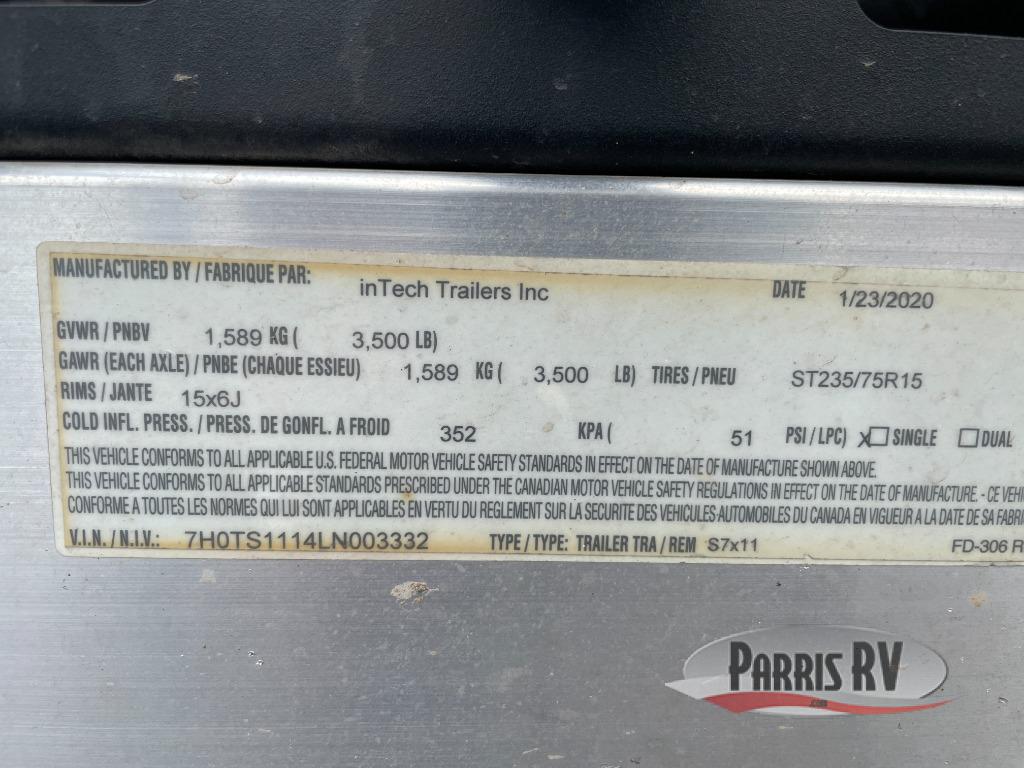 MANUFACTURED BY / FABRIQUE PAR: inTech Trailers Inc DATE 1/23/2020
GVWR / PNBV 1,589 KG ( 3,500 LB)
GAWR (EACH AXLE) / PNBE (CHAQUE ESSIEU) 1,589 KG ( 3,500 LB) TIRES / PNEU ST235/75R15
RIMS / JANTE 15x6J
COLD INFL. PRESS. / PRESS. DE GONFL. A FROID 352 KPA ( 51 PSI / LPC) X☐ SINGLE ☐ DUAL
THIS VEHICLE CONFORMS TO ALL APPLICABLE U.S. FEDERAL MOTOR VEHICLE SAFETY STANDARDS IN EFFECT ON THE DATE OF MANUFACTURE SHOWN ABOVE.
THIS VEHICLE CONFORMS TO ALL APPLICABLE STANDARDS PRESCRIBED UNDER THE CANADIAN MOTOR VEHICLE SAFETY REGULATIONS IN EFFECT ON THE DATE OF MANUFACTURE. - CE VEHI
CONFORME A TOUTES LES NORMES QUI LUI SONT APPLICABLES EN VERTU DU REGLEMENT SUR LA SECURITE DES VEHICULES AUTOMOBILES DU CANADA EN VIGUEUR A LA DATE DE SA FABRI
V.I.N. / N.I.V.: 7H0TS1114LN003332 TYPE / TYPE: TRAILER TRA / REM S7x11 FD-306 R
PARRIS RV
.com